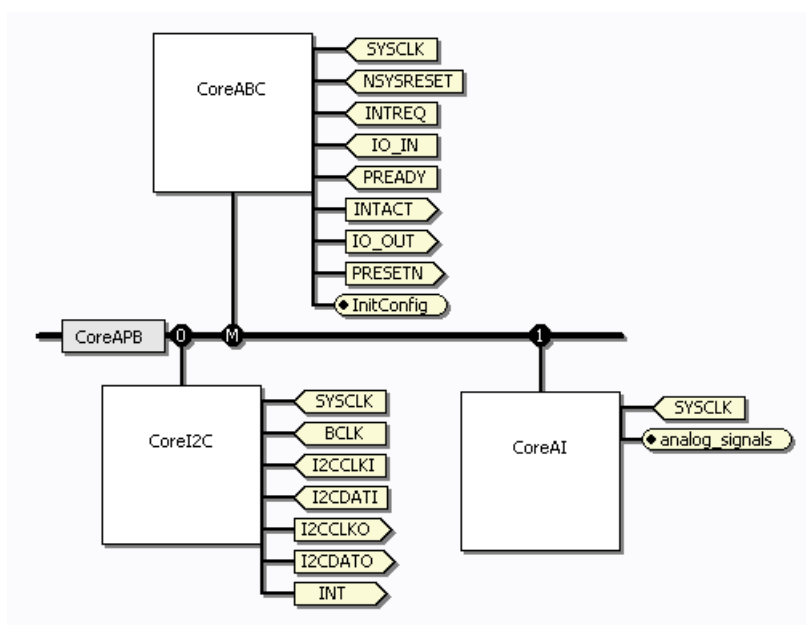 CoreABC
SYSCLK
NSYSRESET
INTREQ
IO_IN
PREADY
INTACT
IO_OUT
PRESETN
InitConfig
CoreAPB
0
M
1
CoreI2C
SYSCLK
BCLK
I2CCLKI
I2CDATI
I2CCLKO
I2CDATO
INT
CoreAI
SYSCLK
analog_signals